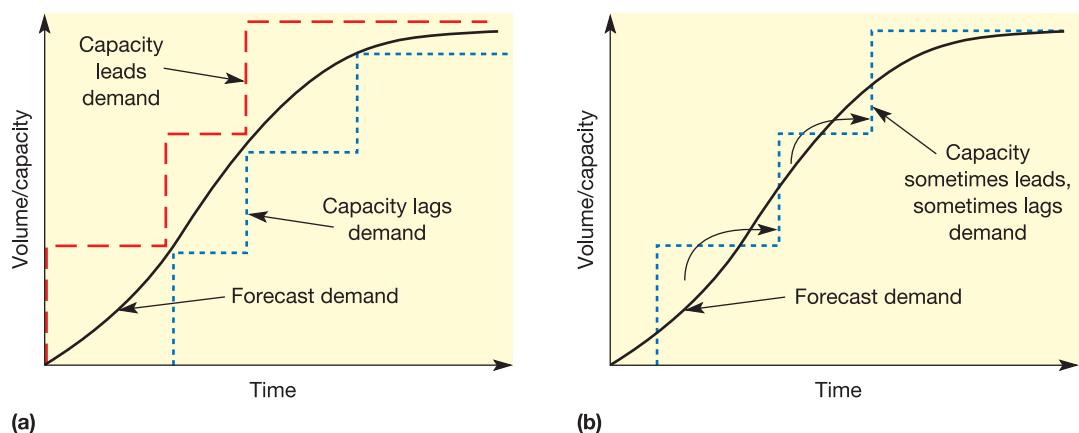 Volume/capacity
Capacity
leads
demand
Capacity lags
demand
Forecast demand
Time
(a)
Volume/capacity
Capacity
sometimes leads,
sometimes lags
demand
Forecast demand
Time
(b)